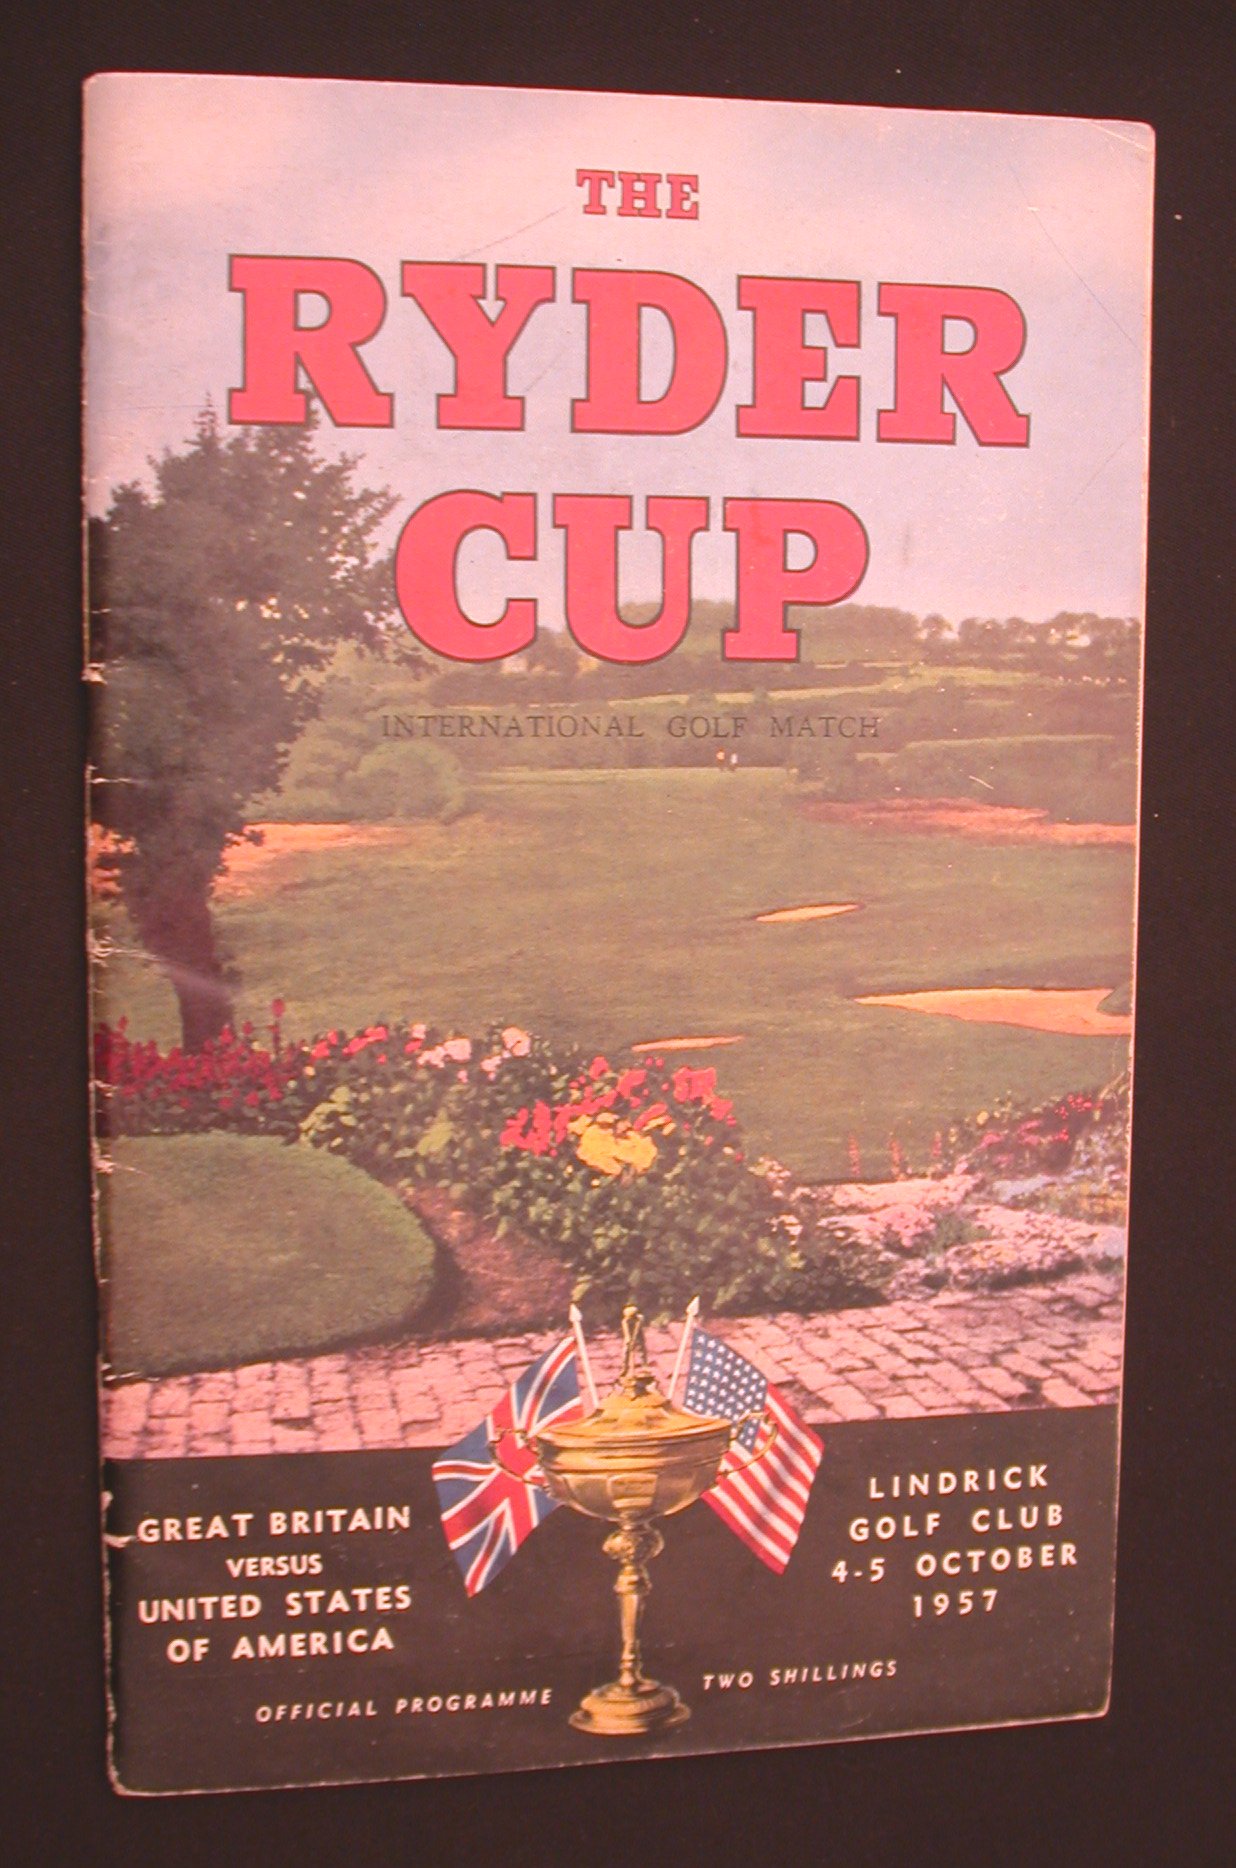 THE
RYDER
CUP
INTERNATIONAL GOLF MATCH
GREAT BRITAIN
VERSUS
UNITED STATES
OF AMERICA
LINDRICK
GOLF CLUB
4-5 OCTOBER
1957
OFFICIAL PROGRAMME
TWO SHILLINGS